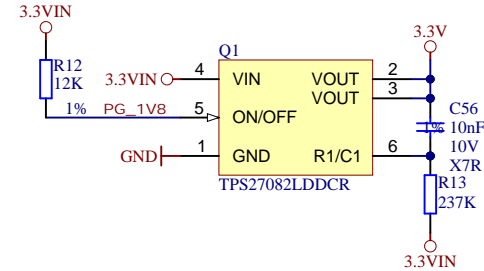 3.3VIN
R12
12K
1%
PG_1V8
3.3VIN
Q1
4
VIN
VOUT
2
VOUT
3
5
ON/OFF
GND
1
GND
R1/C1
6
TPS27082LDDCR
3.3V
C56
1%
10nF
10V
X7R
R13
237K
3.3VIN